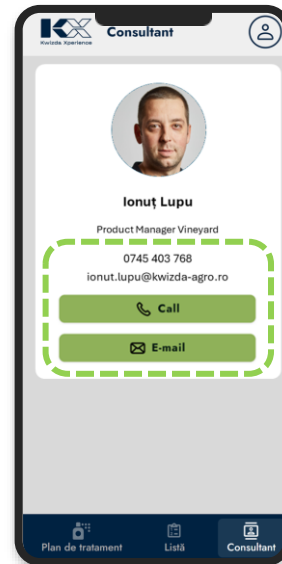 KX
Kwizda Xperience
Consultant
Ionuț Lupu
Product Manager Vineyard
0745 403 768
ionut.lupu@kwizda-agro.ro
Call
E-mail
Plan de tratament
Listă
Consultant